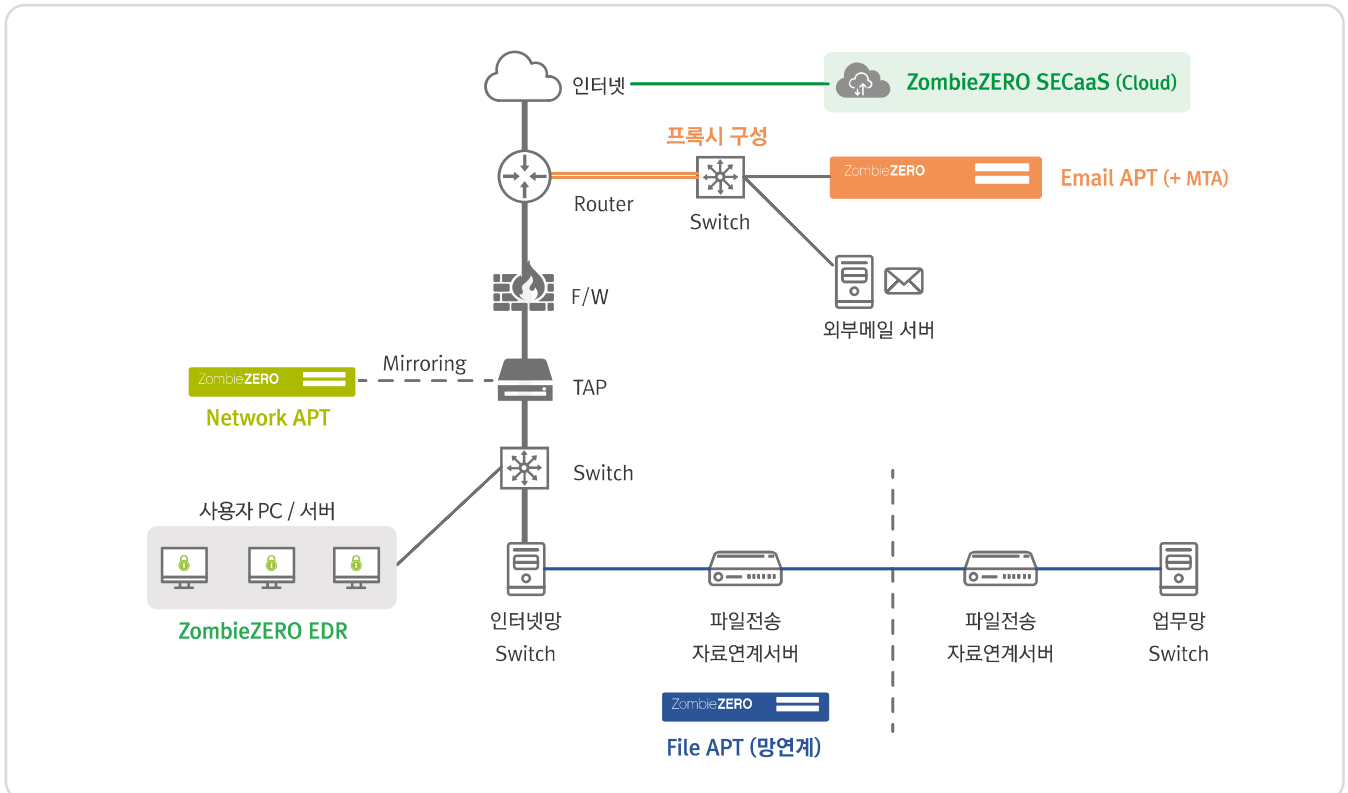 인터넷
ZombieZERO SECaaS (Cloud)
프록시 구성
ZombieZERO
Email APT (+ MTA)
Router
Switch
F/W
외부메일 서버
Mirroring
ZombieZERO
TAP
Network APT
Switch
사용자 PC / 서버
ZombieZERO EDR
인터넷망
Switch
파일전송
자료연계서버
파일전송
자료연계서버
업무망
Switch
ZombieZERO
File APT (망연계)